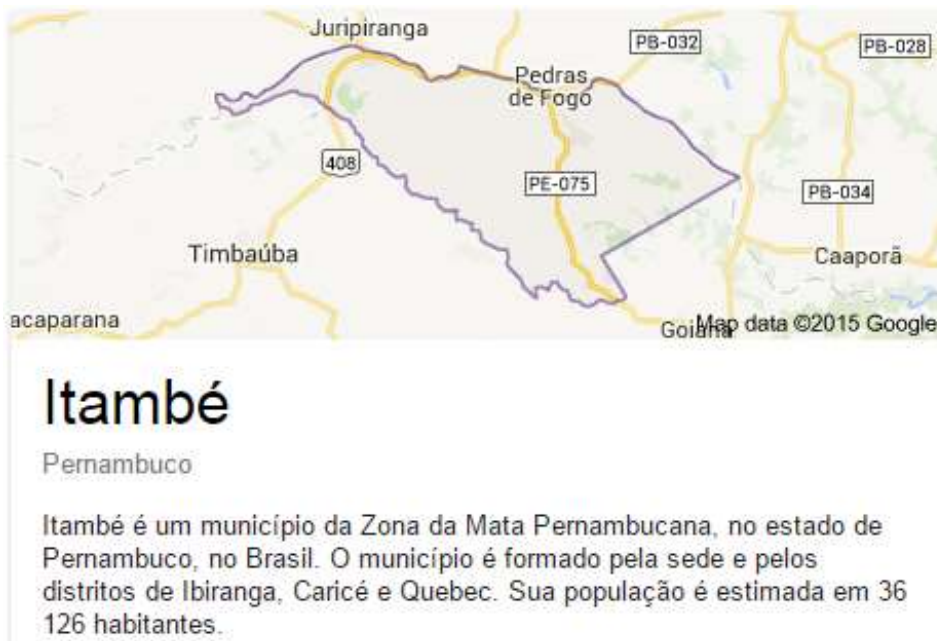 Juripiranga
PB-032
PB-028
Pedras
de Fogo
408
PE-075
PB-034
Timbaúba
Caaporã
acaparana
Goiana
Map data ©2015 Google
Itambé
Pernambuco
Itambé é um município da Zona da Mata Pernambucana, no estado de
Pernambuco, no Brasil. O município é formado pela sede e pelos
distritos de Ibiranga, Caricé e Quebec. Sua população é estimada em 36
126 habitantes.